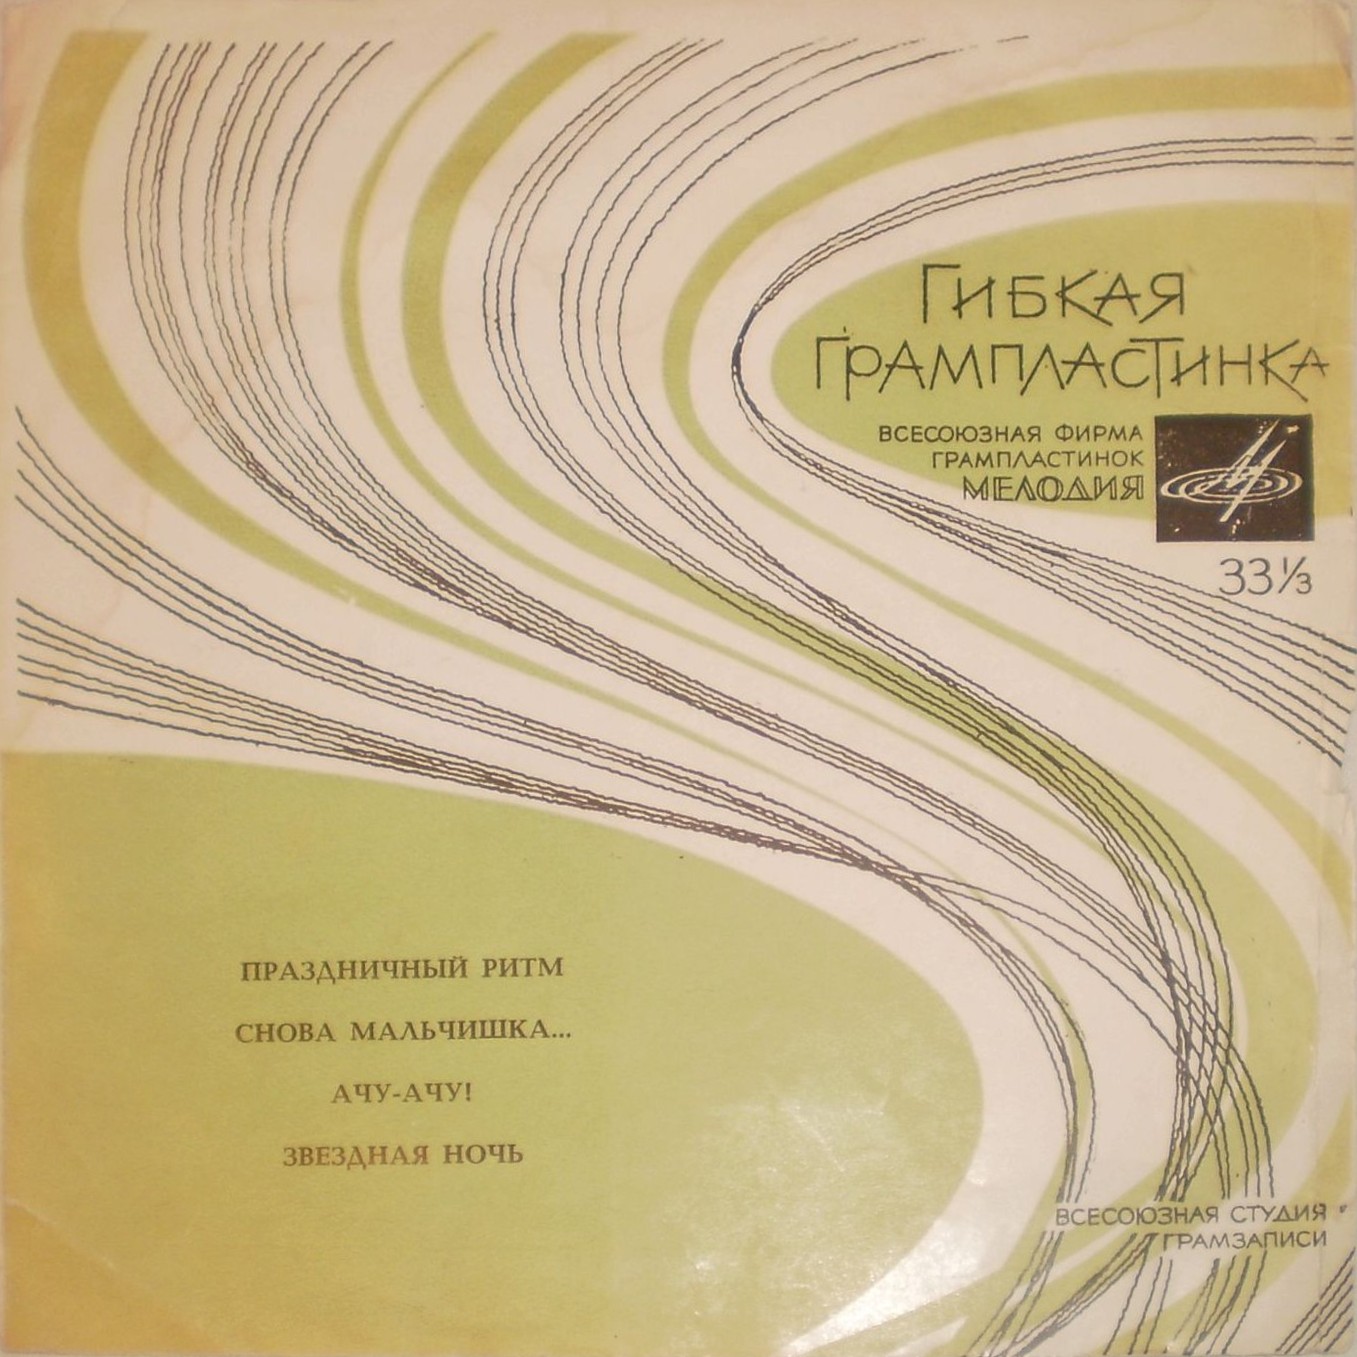 ГИБКАЯ
ГРАМПЛАСТИНКА
ВСЕСОЮЗНАЯ ФИРМА
ГРАМПЛАСТИНОК
МЕЛОДИЯ
33⅓
ПРАЗДНИЧНЫЙ РИТМ
СНОВА МАЛЬЧИШКА...
АЧУ-АЧУ!
ЗВЕЗДНАЯ НОЧЬ
ВСЕСОЮЗНАЯ СТУДИЯ
ГРАМЗАПИСИ